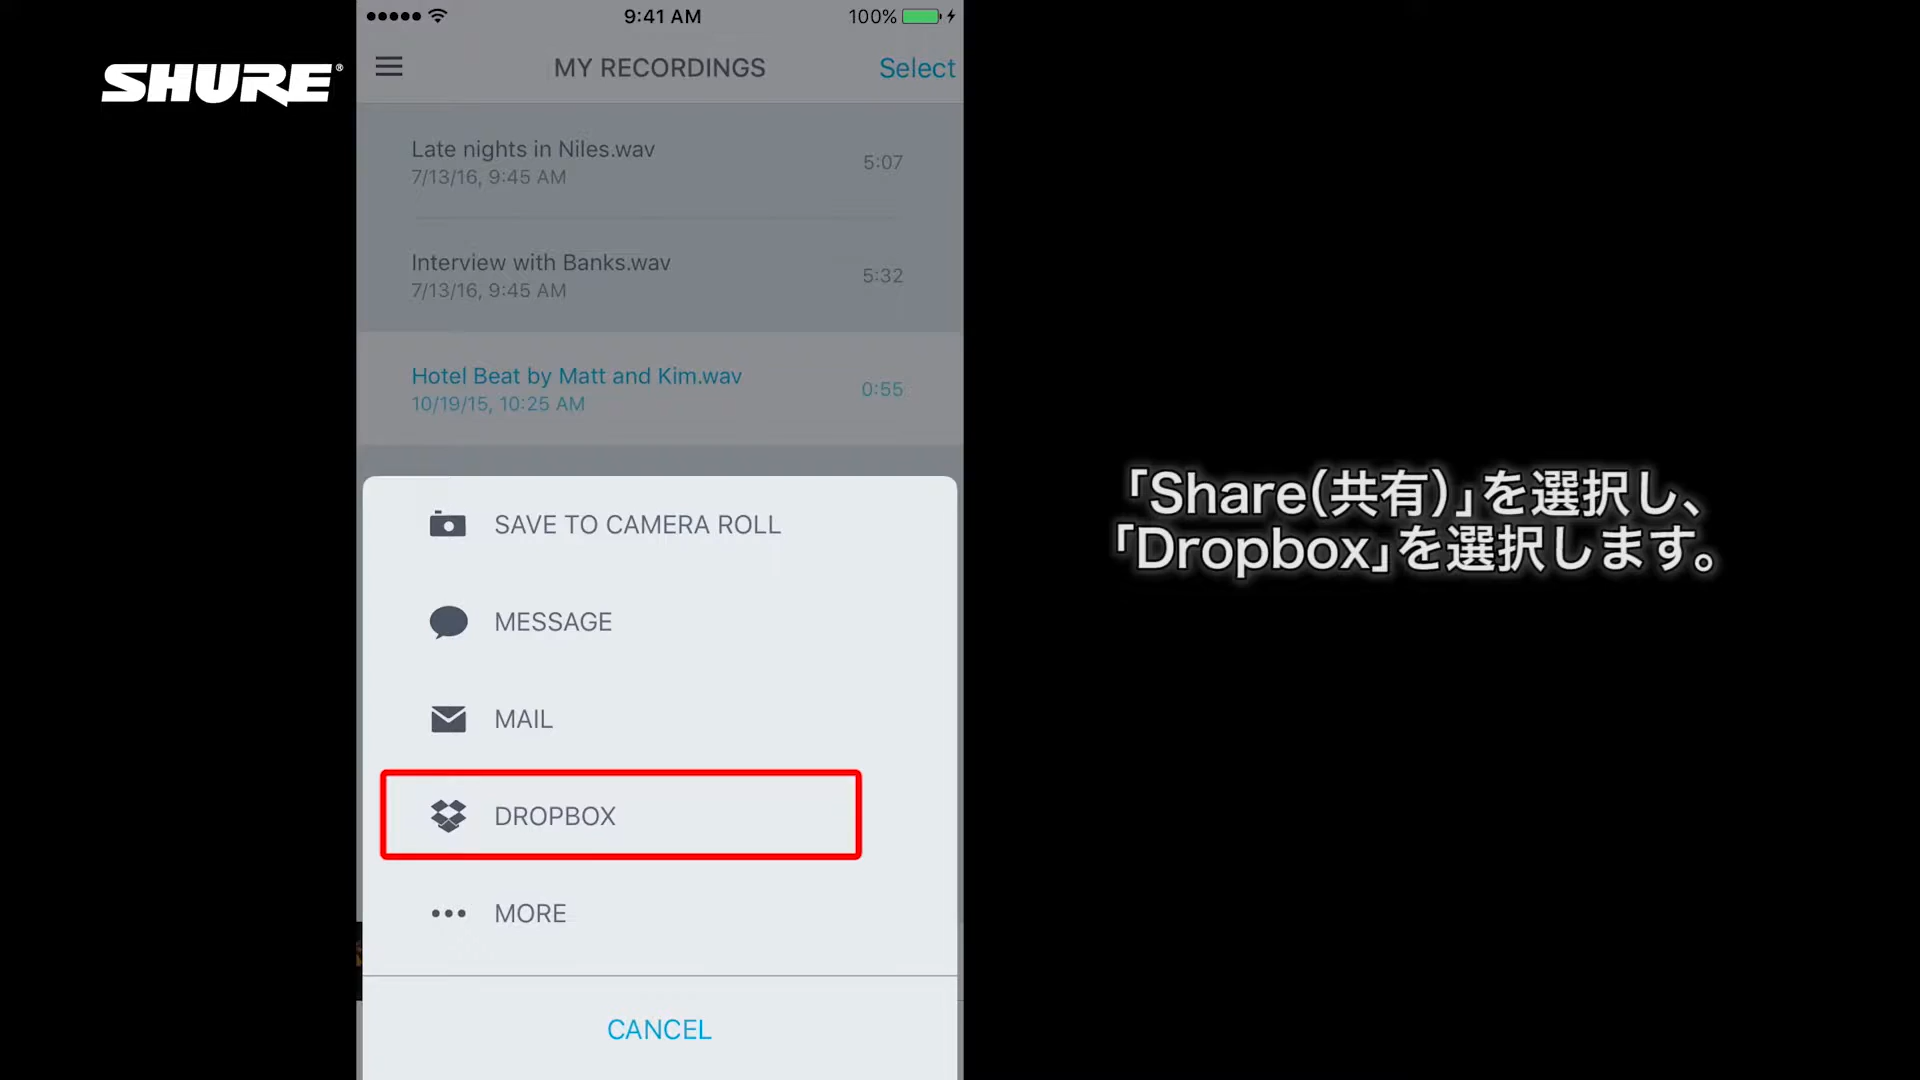 SHURE®
9:41 AM
100%
MY RECORDINGS
Select
Late nights in Niles.wav
7/13/16, 9:45 AM
5:07
Interview with Banks.wav
7/13/16, 9:45 AM
5:32
Hotel Beat by Matt and Kim.wav
10/19/15, 10:25 AM
0:55
SAVE TO CAMERA ROLL
MESSAGE
MAIL
DROPBOX
MORE
CANCEL
「Share(共有)」を選択し、
「Dropbox」を選択します。